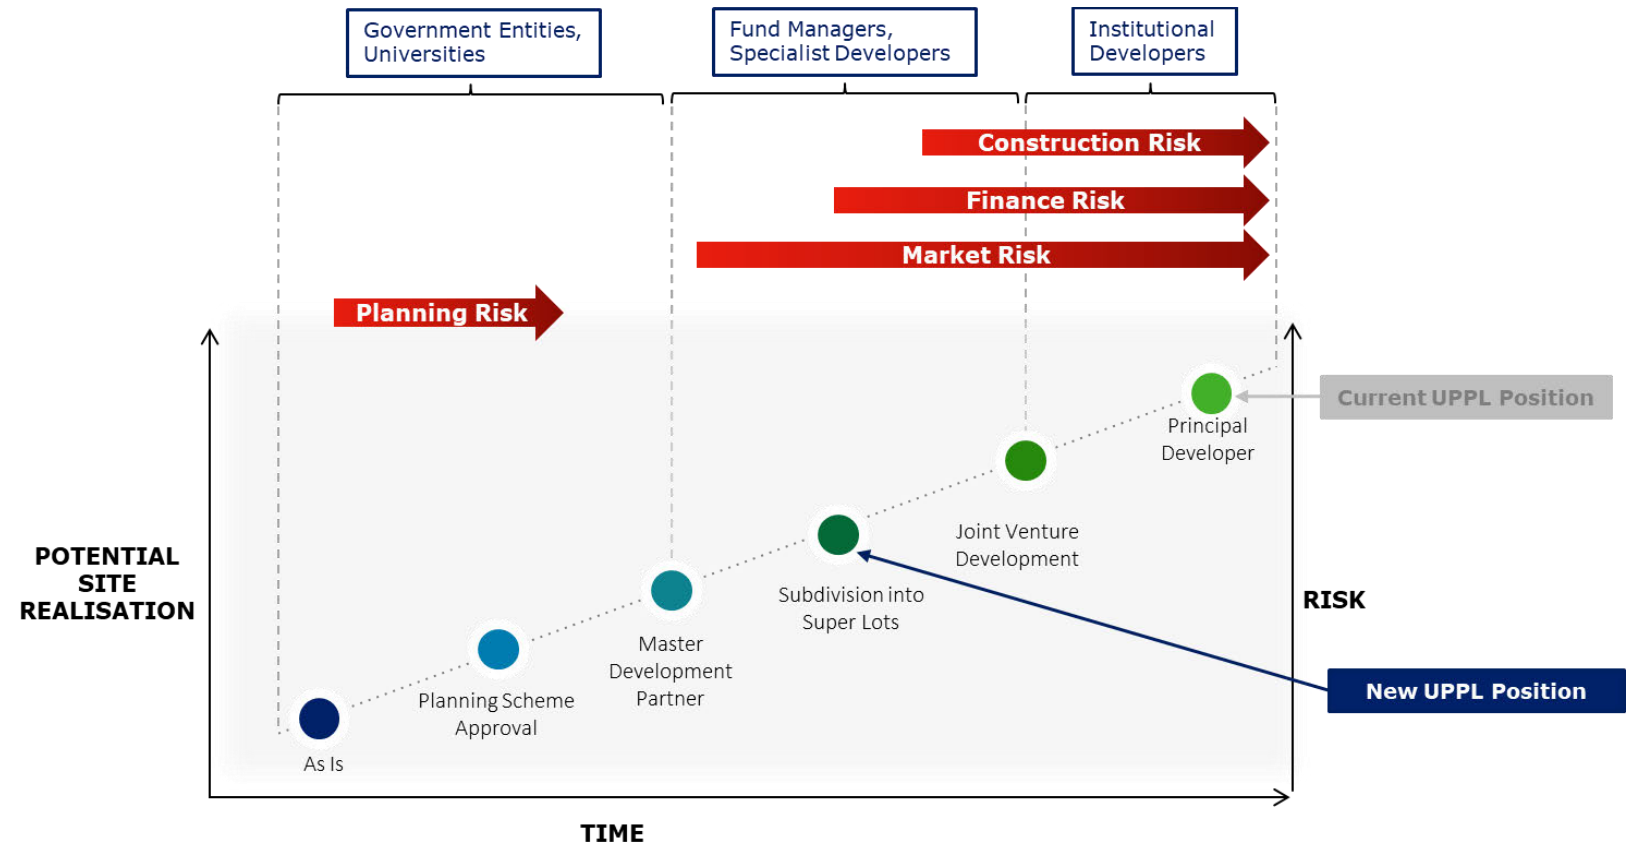 Government Entities,
Universities
Fund Managers,
Specialist Developers
Institutional
Developers
Construction Risk
Finance Risk
Market Risk
Planning Risk
Current UPPL Position
Principal
Developer
Joint Venture
Development
POTENTIAL
SITE
REALISATION
Subdivision into
Super Lots
RISK
Master
Development
Partner
New UPPL Position
Planning Scheme
Approval
As Is
TIME